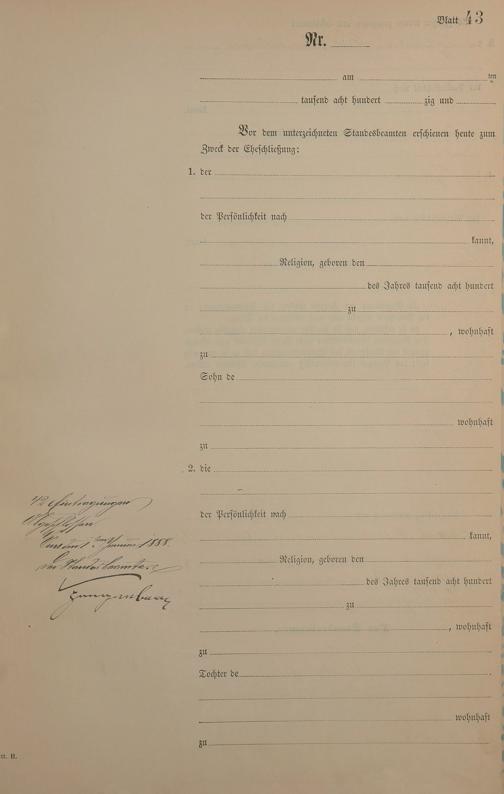 Blatt 43
Nr.
am ten
tausend acht hundert zig und
Vor dem unterzeichneten Standesbeamten erschienen heute zum
Zweck der Eheschließung:
1. der
der Persönlichkeit nach
kannt,
Religion, geboren den
des Jahres tausend acht hundert
zu
, wohnhaft
zu
Sohn de
wohnhaft
zu
2. die
der Persönlichkeit nach
kannt,
Religion, geboren den
des Jahres tausend acht hundert
zu
, wohnhaft
zu
Tochter de
wohnhaft
zu
42 Eintragungen
Januar 1888.
Der Standesbeamte.
B.